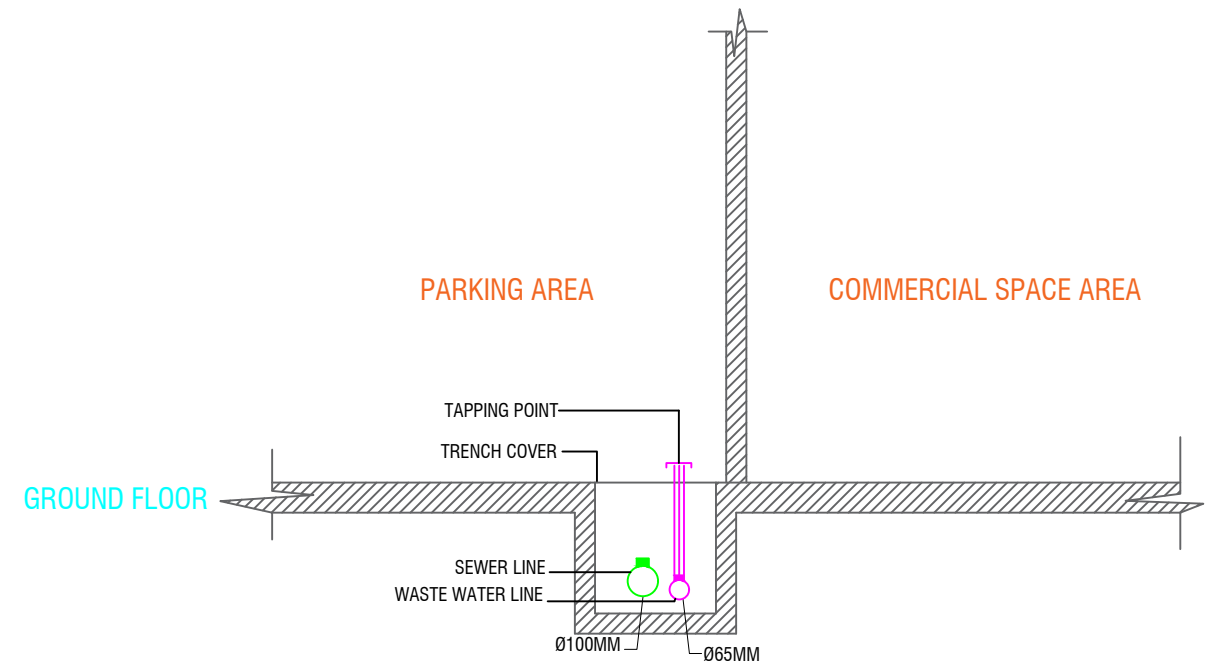 PARKING AREA
COMMERCIAL SPACE AREA
TAPPING POINT
TRENCH COVER
GROUND FLOOR
SEWER LINE
WASTE WATER LINE
Ø100MM
Ø65MM